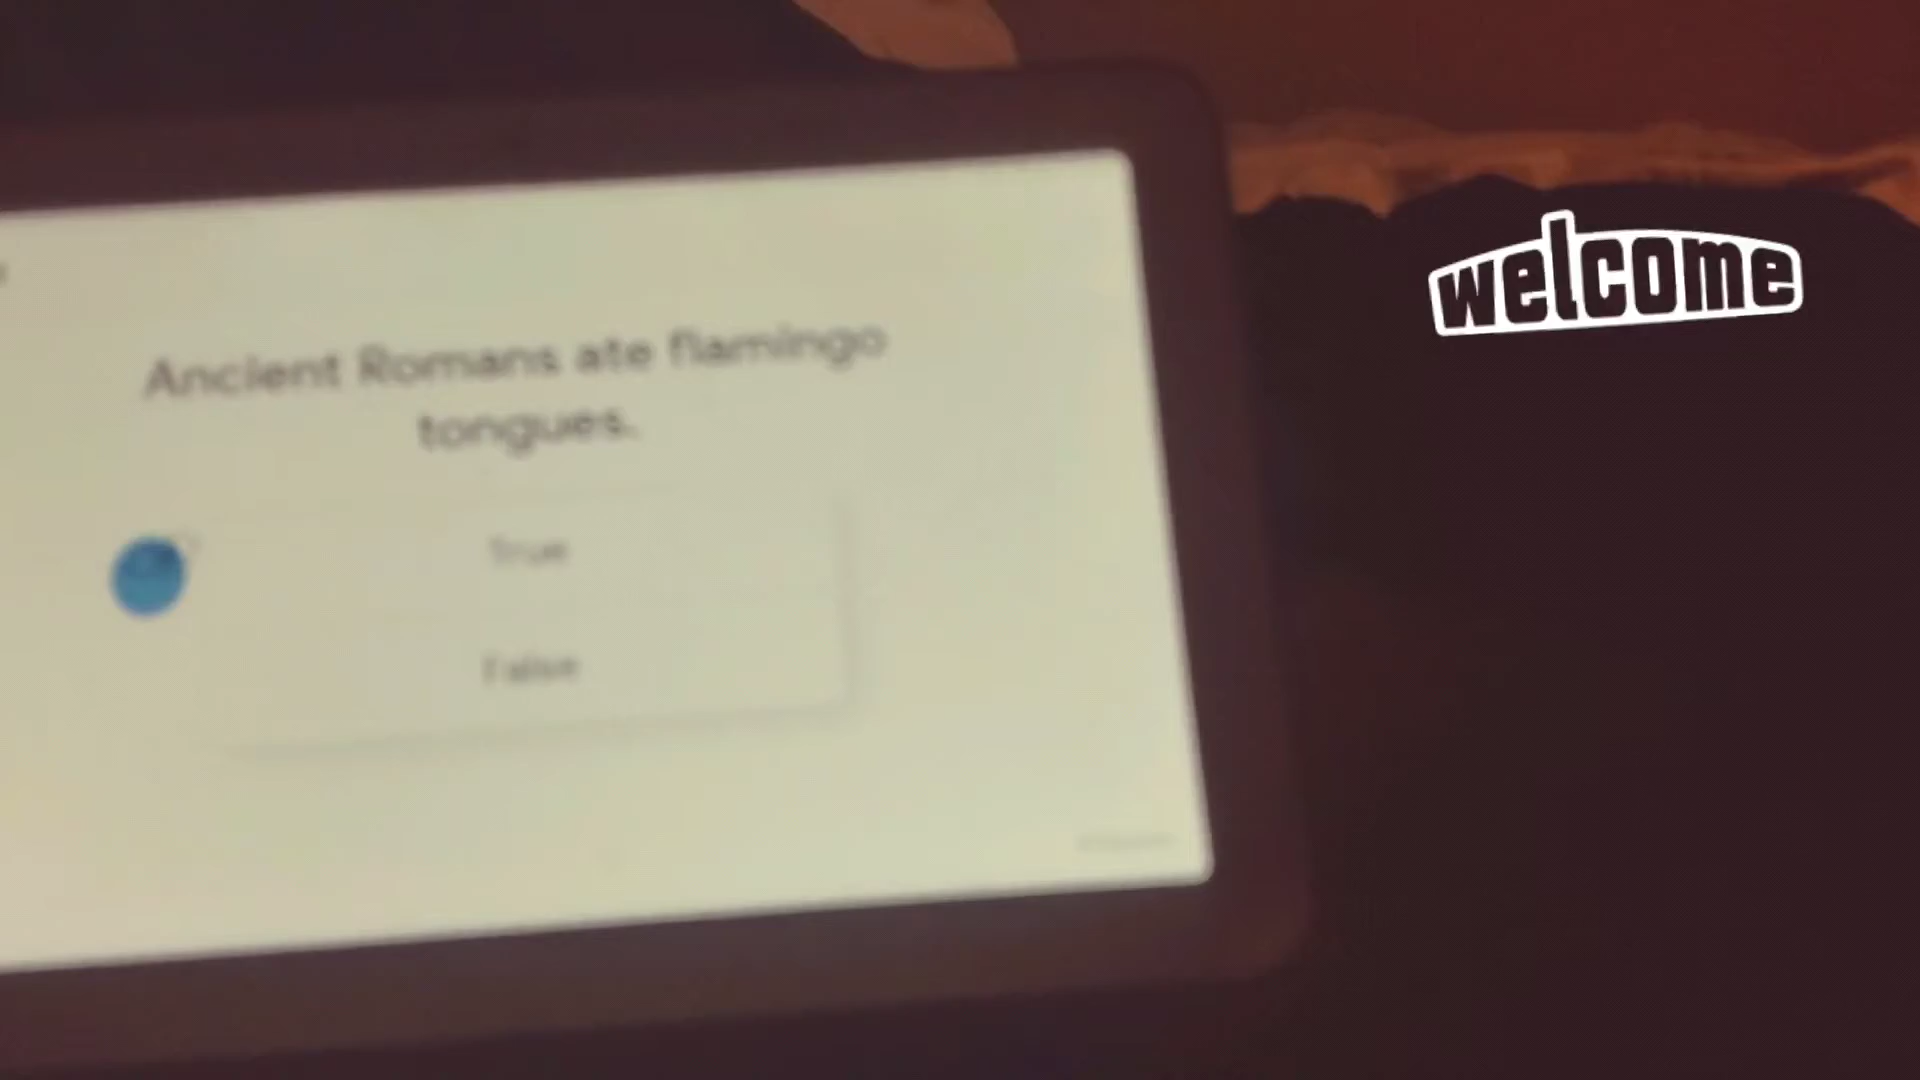 Ancient Romans ate flamingo
tongues.
True
False
welcome